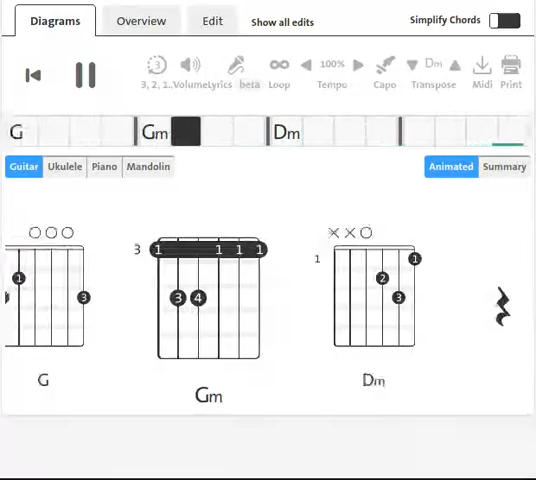 Diagrams Overview Edit Show all edits Simplify Chords
3 100% Dm
3, 2, 1.. Volume Lyrics beta Loop Tempo Capo Transpose Midi Print
G Gm Dm
Guitar Ukulele Piano Mandolin Animated Summary
3 1 1 1 1
1 1
1 2
3 3 4 3
G Gm Dm